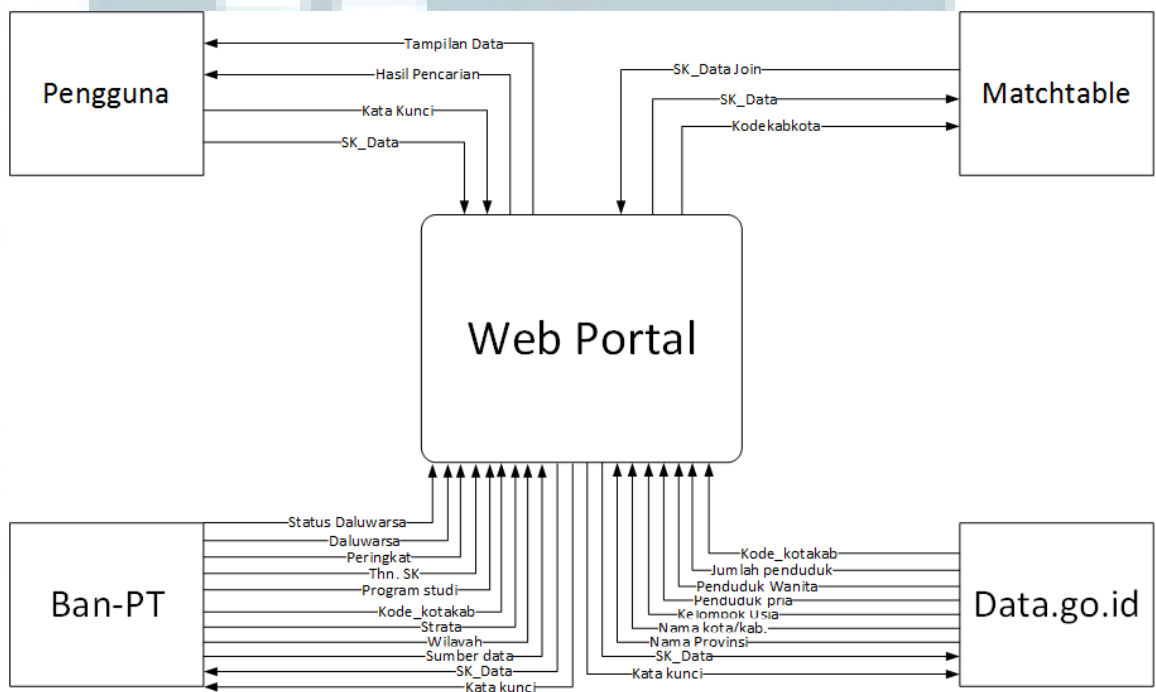 Pengguna
Tampilan Data
Hasil Pencarian
Kata Kunci
SK_Data
SK_Data Join
SK_Data
Kodekabkota
Matchtable
Web Portal
Ban-PT
Status Daluwarsa
Daluwarsa
Peringkat
Thn. SK
Program studi
Kode_kotakab
Strata
Wilayah
Sumber data
SK_Data
Kata kunci
Kode_kotakab
Jumlah penduduk
Penduduk Wanita
Penduduk pria
Kelompok Usia
Nama kota/kab.
Nama Provinsi
SK_Data
Kata kunci
Data.go.id